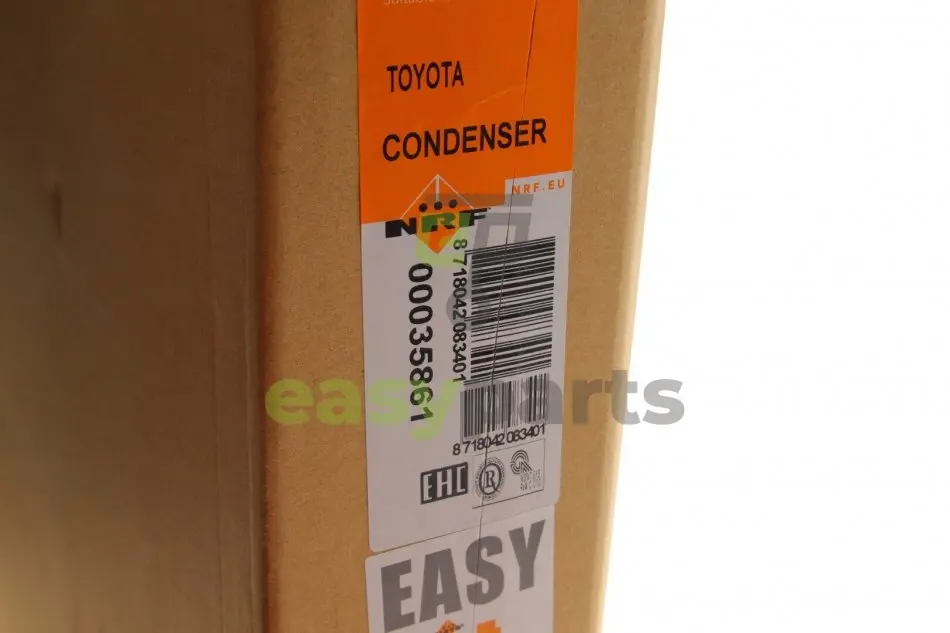 TOYOTA
CONDENSER
NRF.EU
NRF
8 718042 083401
00035861
easyparts
8 718042 083401
EHC
R
EASY